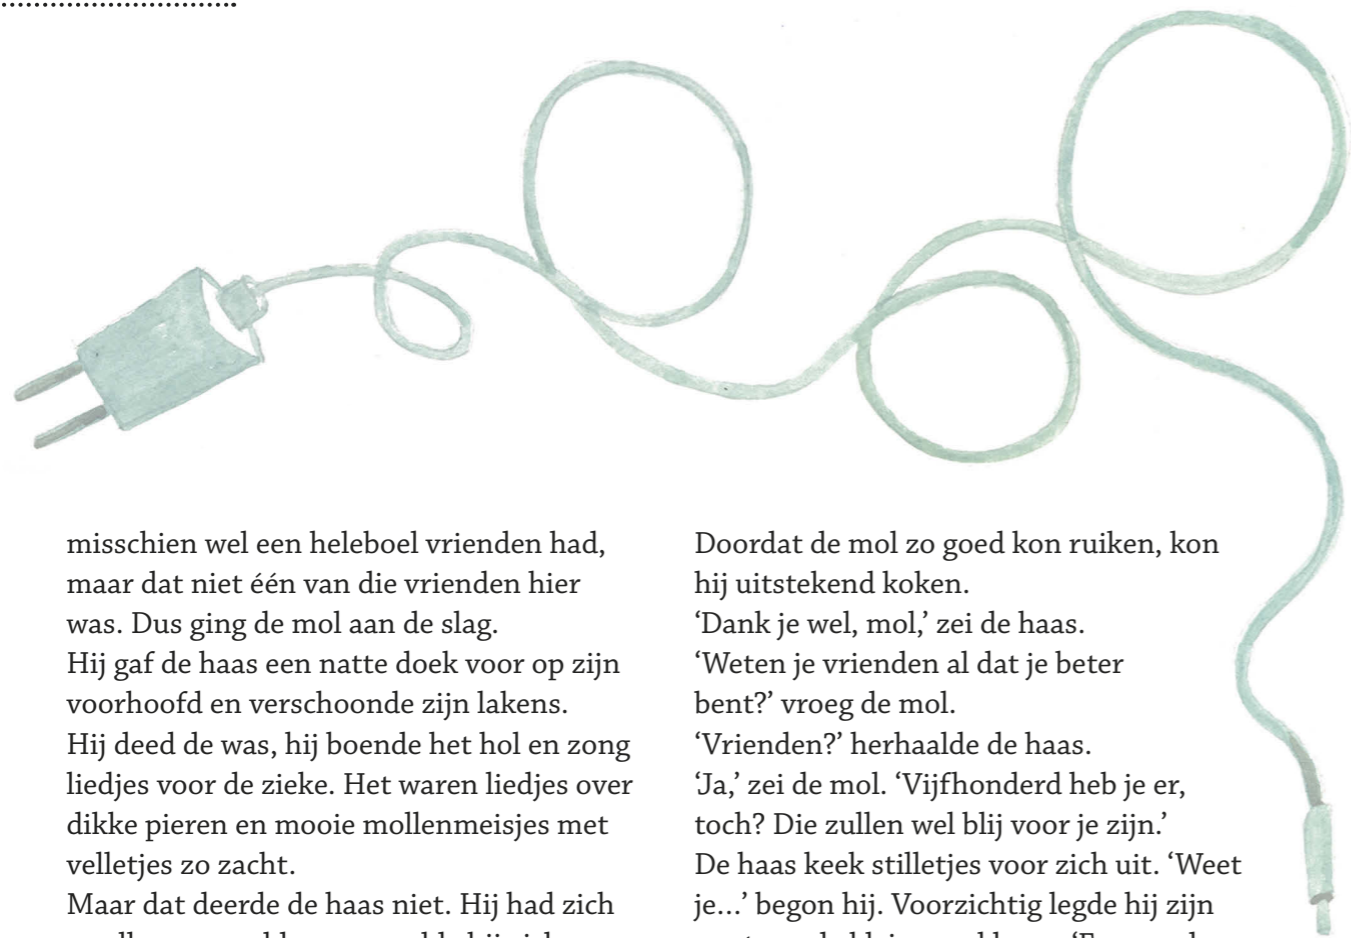 misschien wel een heleboel vrienden had,
maar dat niet één van die vrienden hier
was. Dus ging de mol aan de slag.
Hij gaf de haas een natte doek voor op zijn
voorhoofd en verschoonde zijn lakens.
Hij deed de was, hij boende het hol en zong
liedjes voor de zieke. Het waren liedjes over
dikke pieren en mooie mollenmeisjes met
velletjes zo zacht.
Maar dat deerde de haas niet. Hij had zich
Doordat de mol zo goed kon ruiken, kon
hij uitstekend koken.
‘Dank je wel, mol,’ zei de haas.
‘Weten je vrienden al dat je beter
bent?’ vroeg de mol.
‘Vrienden?’ herhaalde de haas.
‘Ja,’ zei de mol. ‘Vijfhonderd heb je er,
toch? Die zullen wel blij voor je zijn.’
De haas keek stilletjes voor zich uit. ‘Weet
je...’ begon hij. Voorzichtig legde hij zijn